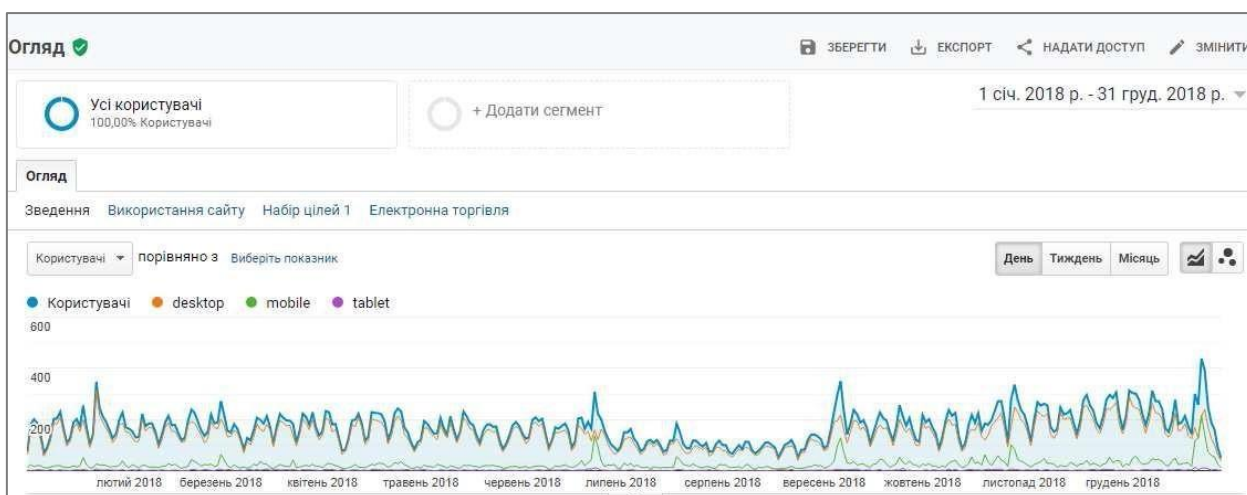 Огляд
ЗБЕРЕГТИ ЕКСПОРТ НАДАТИ ДОСТУП ЗМІНИТИ
Усі користувачі
100,00% Користувачі
+ Додати сегмент
1 січ. 2018 р. - 31 груд. 2018 р.
Огляд
Зведення Використання сайту Набір цілей 1 Електронна торгівля
Користувачі порівняно з Виберіть показник
День Тиждень Місяць
Користувачі desktop mobile tablet
600
400
200
лютий 2018 березень 2018 квітень 2018 травень 2018 червень 2018 липень 2018 серпень 2018 вересень 2018 жовтень 2018 листопад 2018 грудень 2018